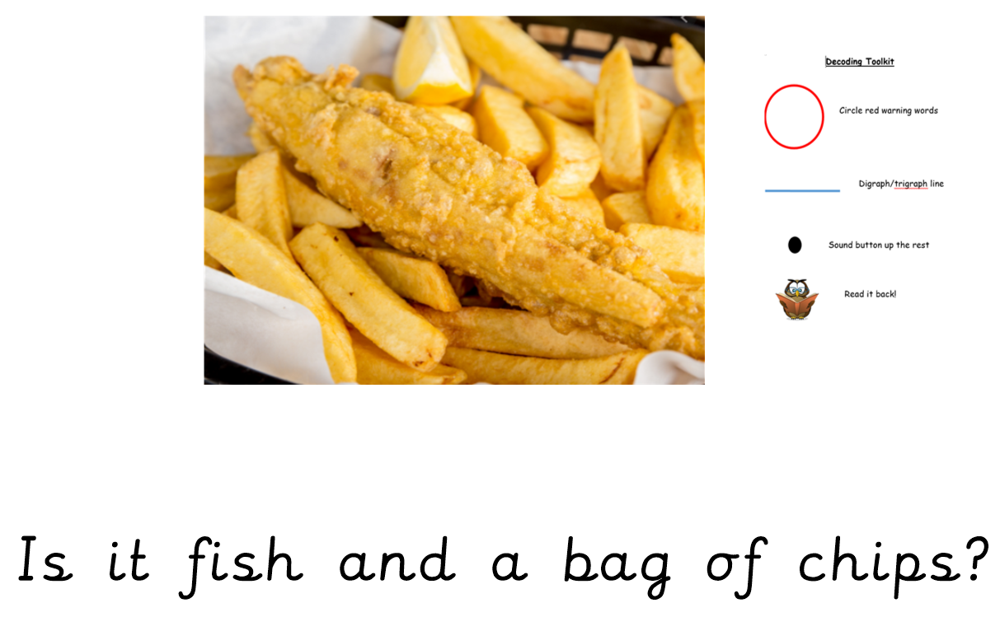 Decoding Toolkit
Circle red warning words
Digraph/trigraph line
Sound button up the rest
Read it back!
Is it fish and a bag of chips?